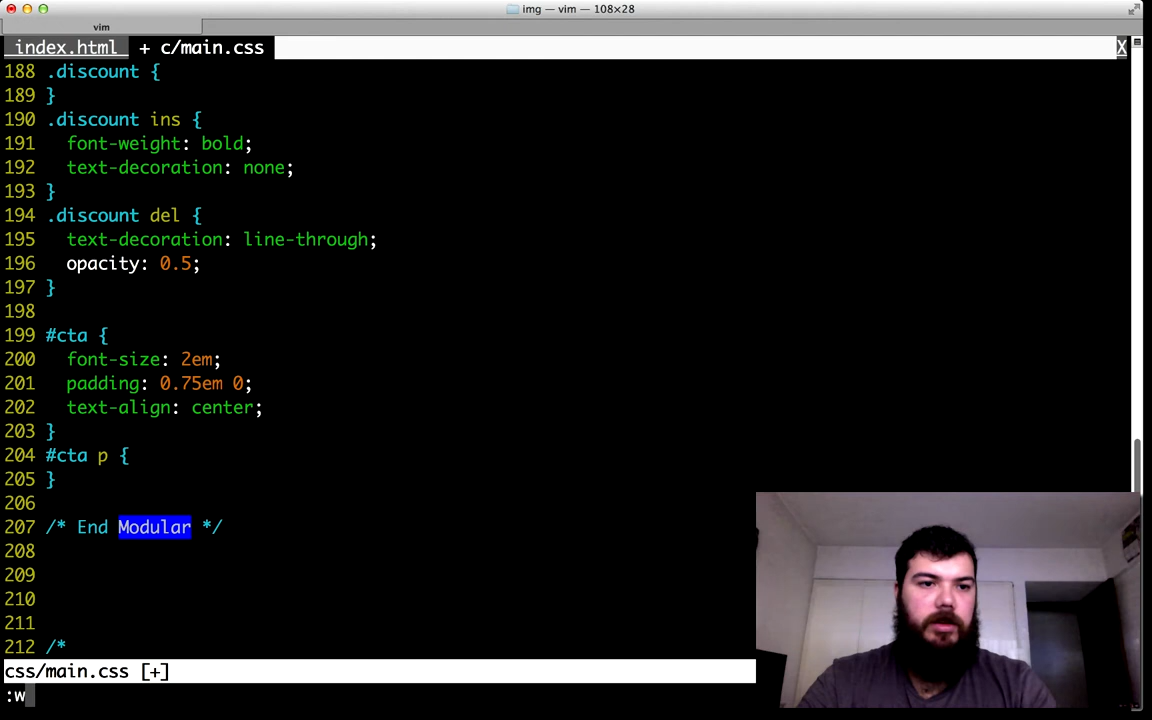 img — vim — 108×28
vim
index.html + c/main.css X
188 .discount {
189 }
190 .discount ins {
191   font-weight: bold;
192   text-decoration: none;
193 }
194 .discount del {
195   text-decoration: line-through;
196   opacity: 0.5;
197 }
198
199 #cta {
200   font-size: 2em;
201   padding: 0.75em 0;
202   text-align: center;
203 }
204 #cta p {
205 }
206
207 /* End Modular */
208
209
210
211
212 /*
css/main.css [+]
:w